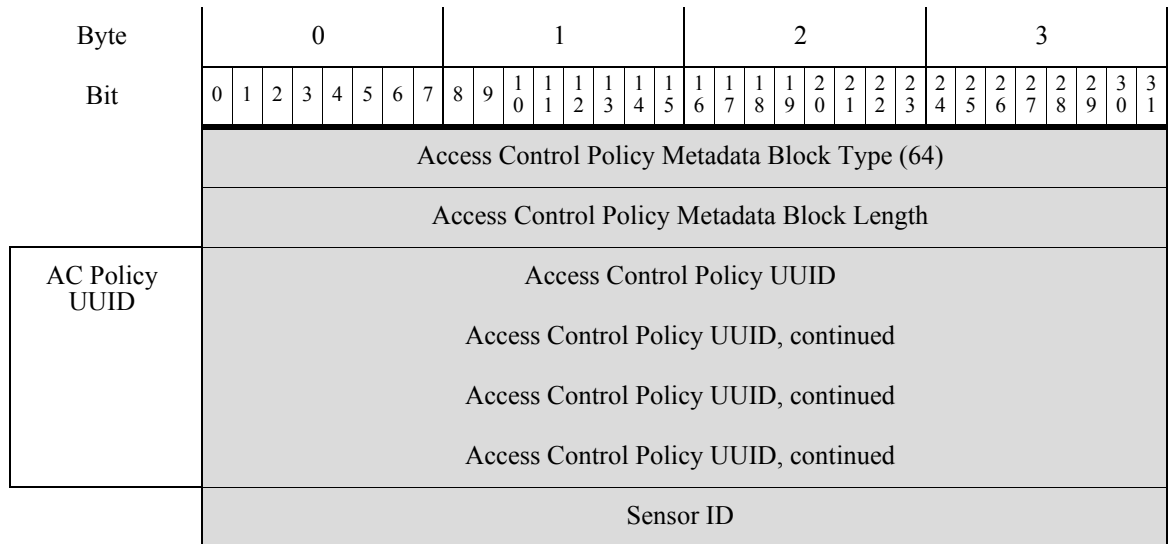 Byte 0 1 2 3
Bit 0 1 2 3 4 5 6 7 8 9 10 11 12 13 14 15 16 17 18 19 20 21 22 23 24 25 26 27 28 29 30 31
Access Control Policy Metadata Block Type (64)
Access Control Policy Metadata Block Length
AC Policy
UUID
Access Control Policy UUID
Access Control Policy UUID, continued
Access Control Policy UUID, continued
Access Control Policy UUID, continued
Sensor ID